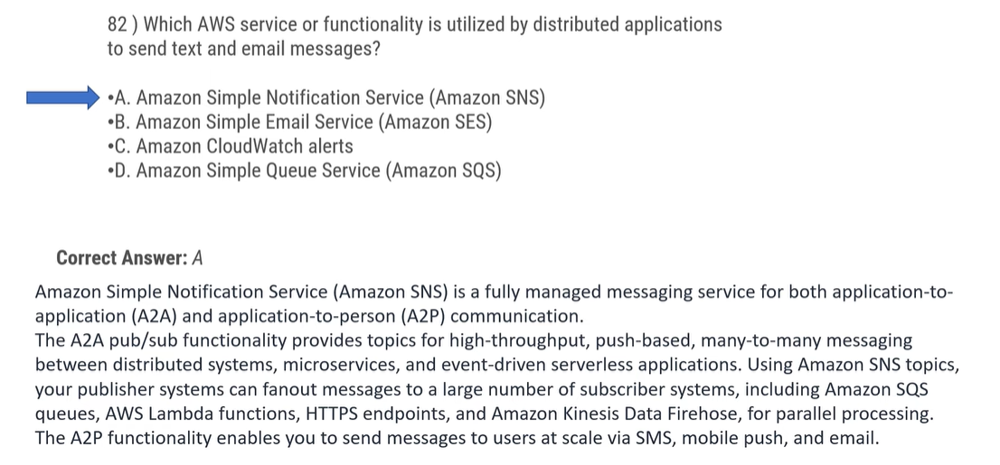 82 ) Which AWS service or functionality is utilized by distributed applications
to send text and email messages?
•A. Amazon Simple Notification Service (Amazon SNS)
•B. Amazon Simple Email Service (Amazon SES)
•C. Amazon CloudWatch alerts
•D. Amazon Simple Queue Service (Amazon SQS)
Correct Answer: A
Amazon Simple Notification Service (Amazon SNS) is a fully managed messaging service for both application-to-
application (A2A) and application-to-person (A2P) communication.
The A2A pub/sub functionality provides topics for high-throughput, push-based, many-to-many messaging
between distributed systems, microservices, and event-driven serverless applications. Using Amazon SNS topics,
your publisher systems can fanout messages to a large number of subscriber systems, including Amazon SQS
queues, AWS Lambda functions, HTTPS endpoints, and Amazon Kinesis Data Firehose, for parallel processing.
The A2P functionality enables you to send messages to users at scale via SMS, mobile push, and email.